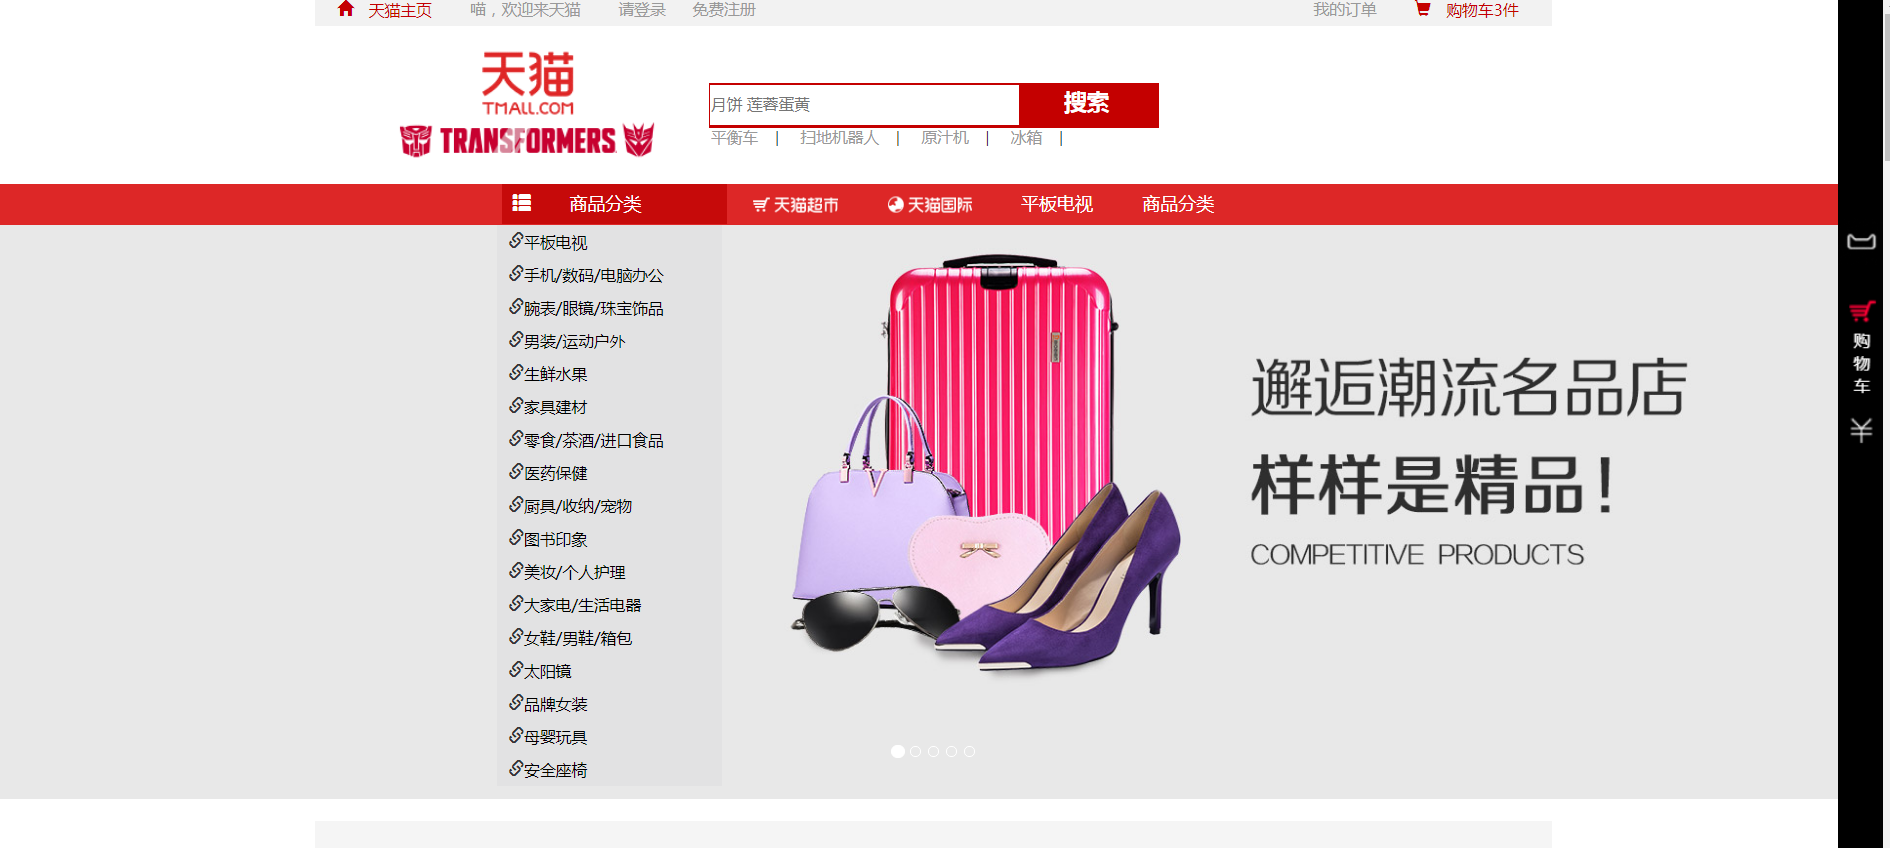 天猫主页 喵，欢迎来天猫 请登录 免费注册 我的订单 购物车3件
天猫
TMALL.COM
TRANSFORMERS
月饼 莲蓉蛋黄 搜索
平衡车 | 扫地机器人 | 原汁机 | 冰箱 |
商品分类 天猫超市 天猫国际 平板电视 商品分类
平板电视
手机/数码/电脑办公
腕表/眼镜/珠宝饰品
男装/运动户外
生鲜水果
家具建材
零食/茶酒/进口食品
医药保健
厨具/收纳/宠物
图书印象
美妆/个人护理
大家电/生活电器
女鞋/男鞋/箱包
太阳镜
品牌女装
母婴玩具
安全座椅
邂逅潮流名品店
样样是精品！
COMPETITIVE PRODUCTS
购
物
车